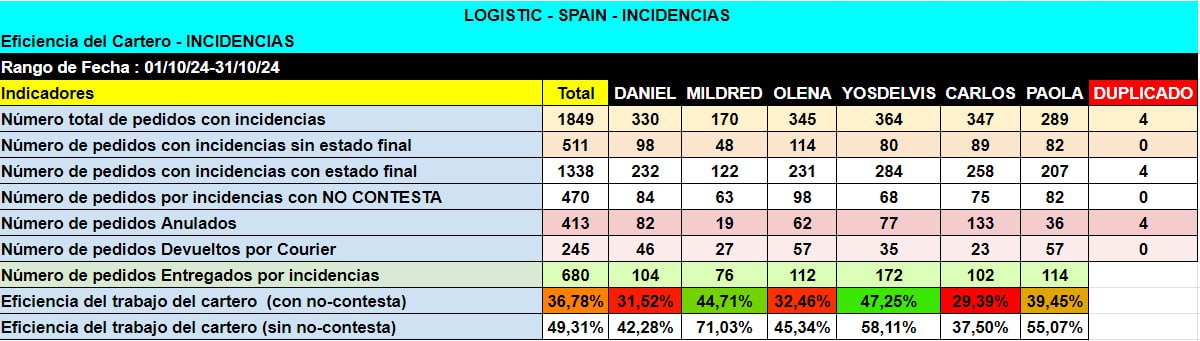 LOGISTIC - SPAIN - INCIDENCIAS
Eficiencia del Cartero - INCIDENCIAS
Rango de Fecha : 01/10/24-31/10/24
Indicadores Total DANIEL MILDRED OLENA YOSDELVIS CARLOS PAOLA DUPLICADO
Número total de pedidos con incidencias 1849 330 170 345 364 347 289 4
Número de pedidos con incidencias sin estado final 511 98 48 114 80 89 82 0
Número de pedidos con incidencias con estado final 1338 232 122 231 284 258 207 4
Número de pedidos por incidencias con NO CONTESTA 470 84 63 98 68 75 82 0
Número de pedidos Anulados 413 82 19 62 77 133 36 4
Número de pedidos Devueltos por Courier 245 46 27 57 35 23 57 0
Número de pedidos Entregados por incidencias 680 104 76 112 172 102 114
Eficiencia del trabajo del cartero (con no-contesta) 36,78% 31,52% 44,71% 32,46% 47,25% 29,39% 39,45%
Eficiencia del trabajo del cartero (sin no-contesta) 49,31% 42,28% 71,03% 45,34% 58,11% 37,50% 55,07%